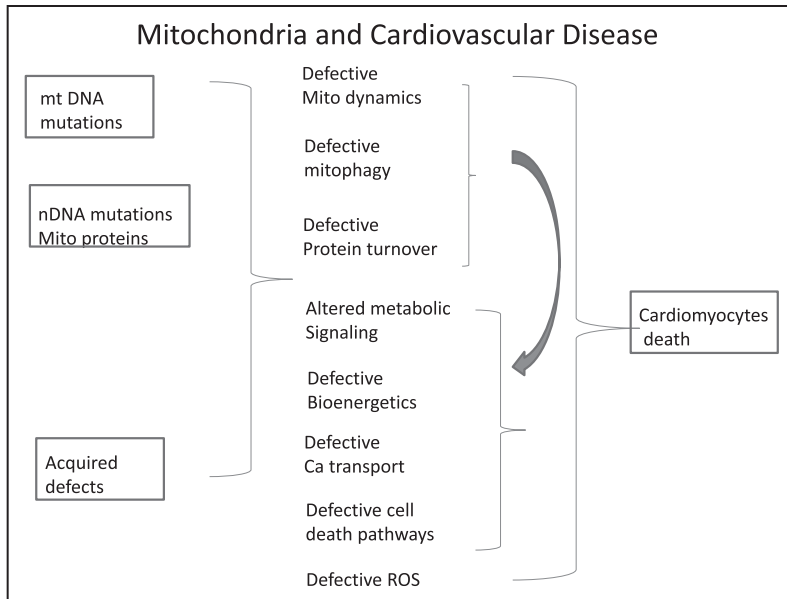 Mitochondria and Cardiovascular Disease
mt DNA
mutations
nDNA mutations
Mito proteins
Acquired
defects
Defective
Mito dynamics
Defective
mitophagy
Defective
Protein turnover
Altered metabolic
Signaling
Defective
Bioenergetics
Defective
Ca transport
Defective cell
death pathways
Defective ROS
Cardiomyocytes
death